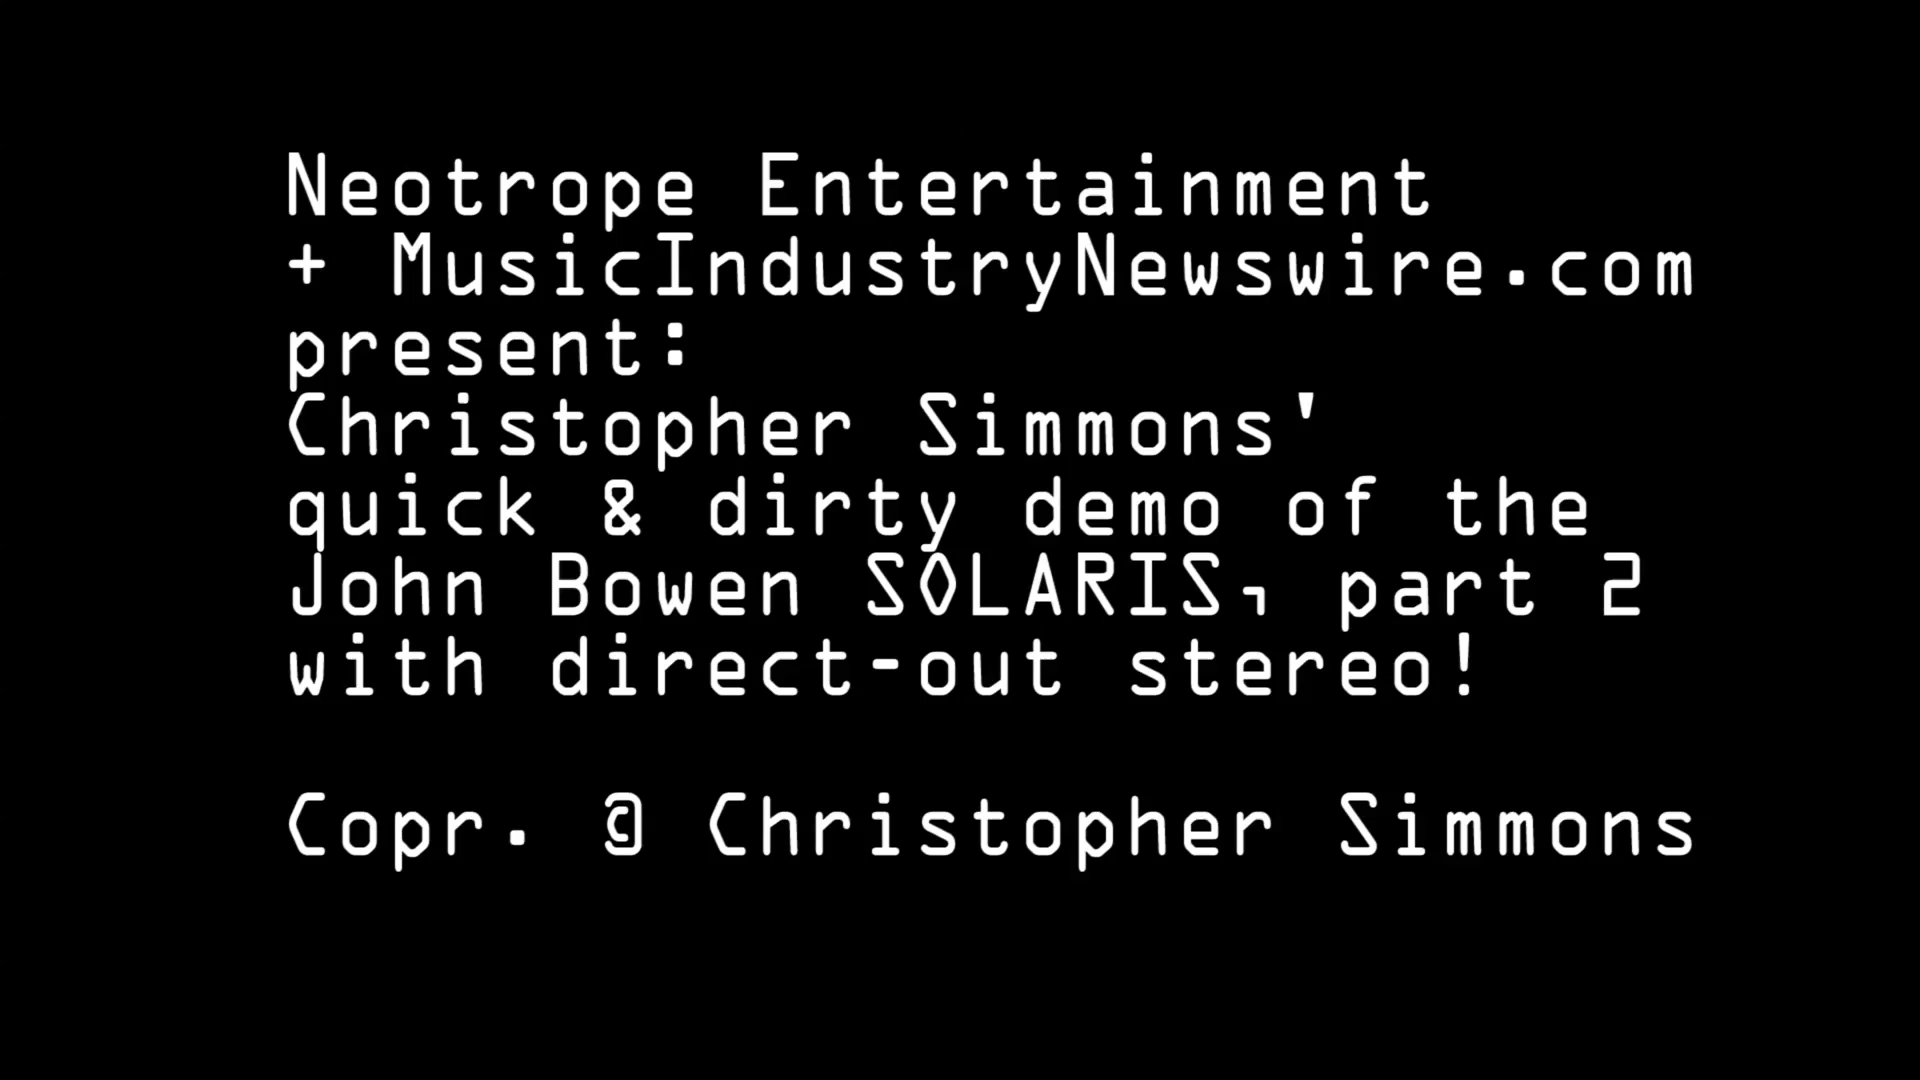 Neotrope Entertainment
+ MusicIndustryNewswire.com
present:
Christopher Simmons'
quick & dirty demo of the
John Bowen SOLARIS, part 2
with direct-out stereo!
Copr. © Christopher Simmons